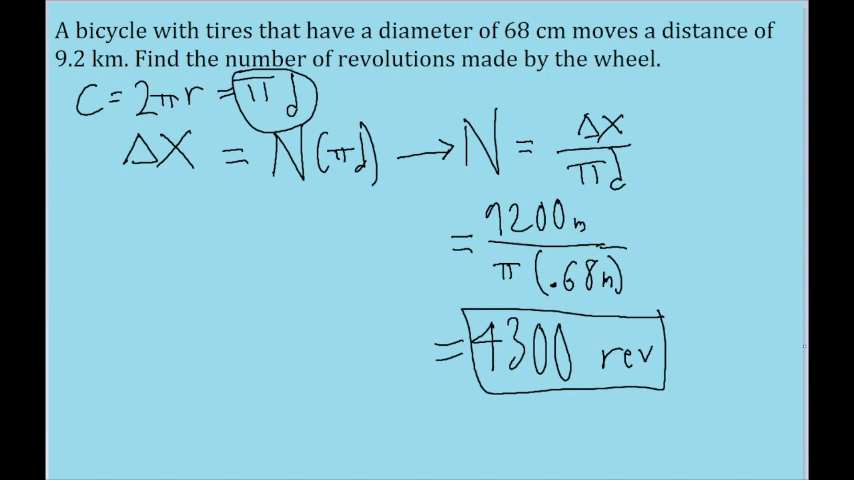 A bicycle with tires that have a diameter of 68 cm moves a distance of
9.2 km. Find the number of revolutions made by the wheel.
C = 2πr = πd
Δx = N(πd) → N = Δx/πd
= 9200m/π(.68m)
= 4300 rev